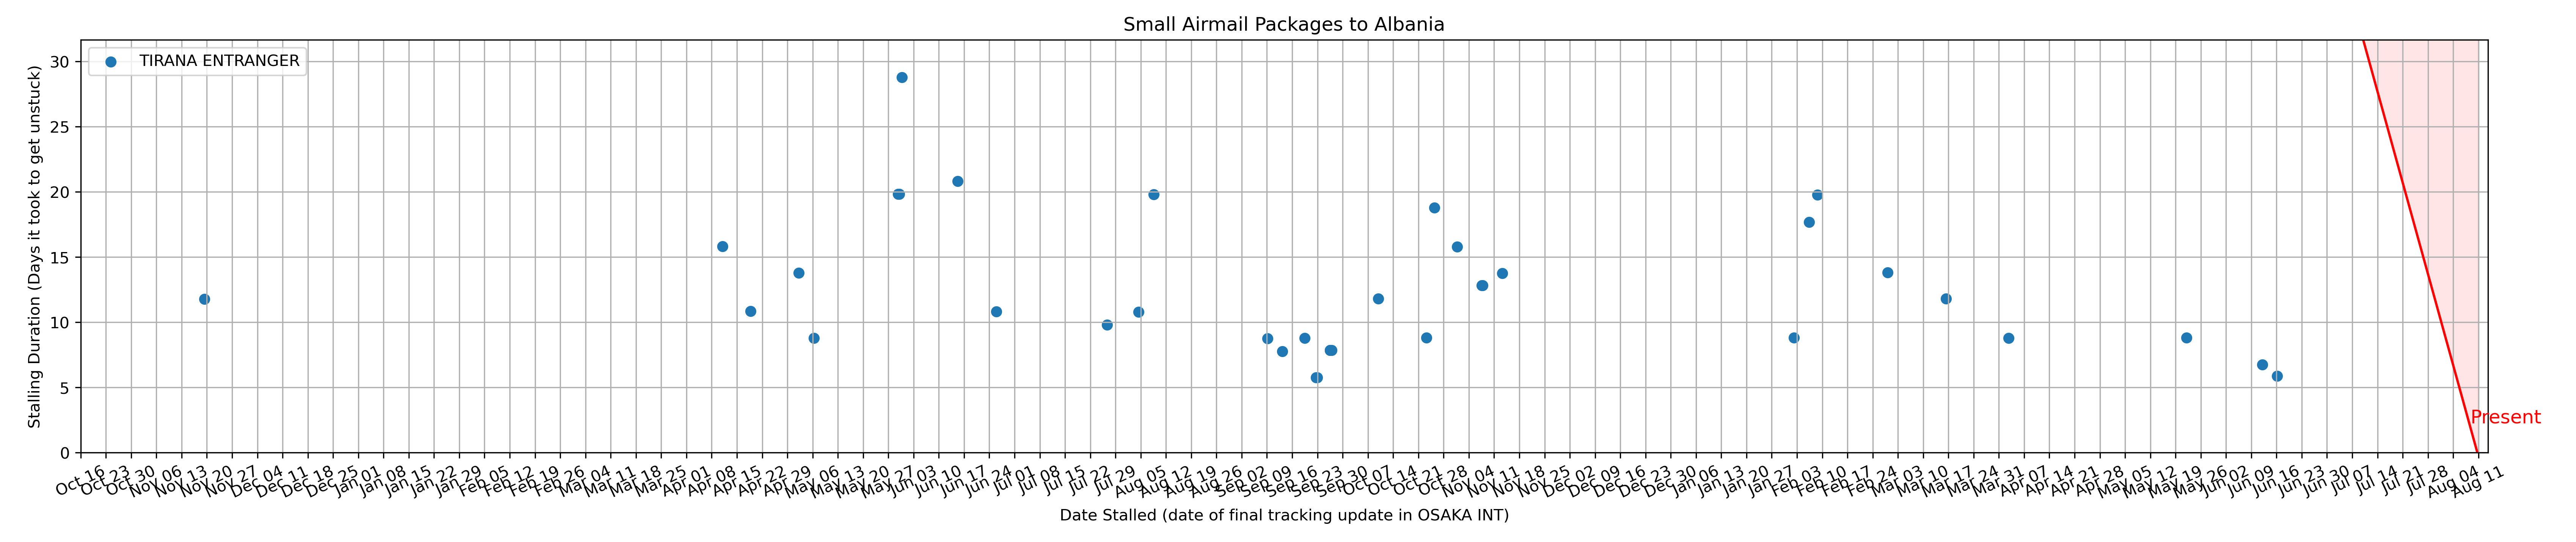 Small Airmail Packages to Albania
TIRANA ENTRANGER
Stalling Duration (Days it took to get unstuck)
30
25
20
15
10
5
0
Present
Oct 16 Oct 23 Oct 30 Nov 06 Nov 13 Nov 20 Nov 27 Dec 04 Dec 11 Dec 18 Dec 25 Jan 01 Jan 08 Jan 15 Jan 22 Jan 29 Feb 05 Feb 12 Feb 19 Feb 26 Mar 04 Mar 11 Mar 18 Mar 25 Apr 01 Apr 08 Apr 15 Apr 22 Apr 29 May 06 May 13 May 20 May 27 Jun 03 Jun 10 Jun 17 Jun 24 Jul 01 Jul 08 Jul 15 Jul 22 Jul 29 Aug 05 Aug 12 Aug 19 Aug 26 Sep 02 Sep 09 Sep 16 Sep 23 Sep 30 Oct 07 Oct 14 Oct 21 Oct 28 Nov 04 Nov 11 Nov 18 Nov 25 Dec 02 Dec 09 Dec 16 Dec 23 Dec 30 Jan 06 Jan 13 Jan 20 Jan 27 Feb 03 Feb 10 Feb 17 Feb 24 Mar 03 Mar 10 Mar 17 Mar 24 Mar 31 Apr 07 Apr 14 Apr 21 Apr 28 May 05 May 12 May 19 May 26 Jun 02 Jun 09 Jun 16 Jun 23 Jun 30 Jul 07 Jul 14 Jul 21 Jul 28 Aug 04 Aug 11
Date Stalled (date of final tracking update in OSAKA INT)